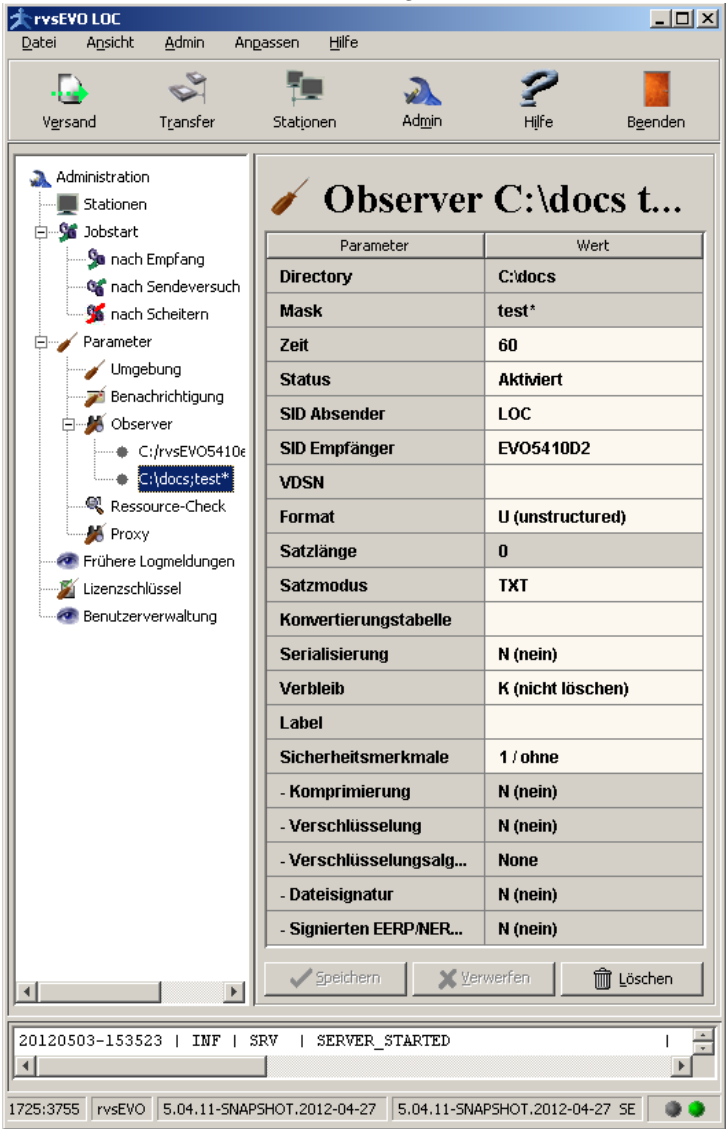 rvsEVO LOC
Datei Ansicht Admin Anpassen Hilfe
Versand Transfer Stationen Admin Hilfe Beenden
Administration
Stationen
Jobstart
nach Empfang
nach Sendeversuch
nach Scheitern
Parameter
Umgebung
Benachrichtigung
Observer
C:/rvsEVO5410e
C:\docs;test*
Ressource-Check
Proxy
Frühere Logmeldungen
Lizenzschlüssel
Benutzerverwaltung
Observer C:\docs t...
Parameter Wert
Directory C:\docs
Mask test*
Zeit 60
Status Aktiviert
SID Absender LOC
SID Empfänger EVO5410D2
VDSN
Format U (unstructured)
Satzlänge 0
Satzmodus TXT
Konvertierungstabelle
Serialisierung N (nein)
Verbleib K (nicht löschen)
Label
Sicherheitsmerkmale 1 / ohne
- Komprimierung N (nein)
- Verschlüsselung N (nein)
- Verschlüsselungsalg... None
- Dateisignatur N (nein)
- Signierten EERP/NER... N (nein)
Speichern Verwerfen Löschen
20120503-153523 | INF | SRV | SERVER_STARTED |
1725:3755 rvsEVO 5.04.11-SNAPSHOT.2012-04-27 5.04.11-SNAPSHOT.2012-04-27 SE